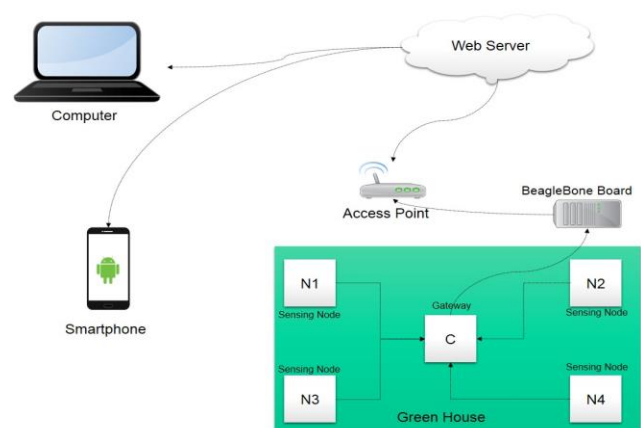 Web Server
Computer
BeagleBone Board
Access Point
Smartphone
N1
Sensing Node
Gateway
C
N2
Sensing Node
Sensing Node
N3
Sensing Node
N4
Green House